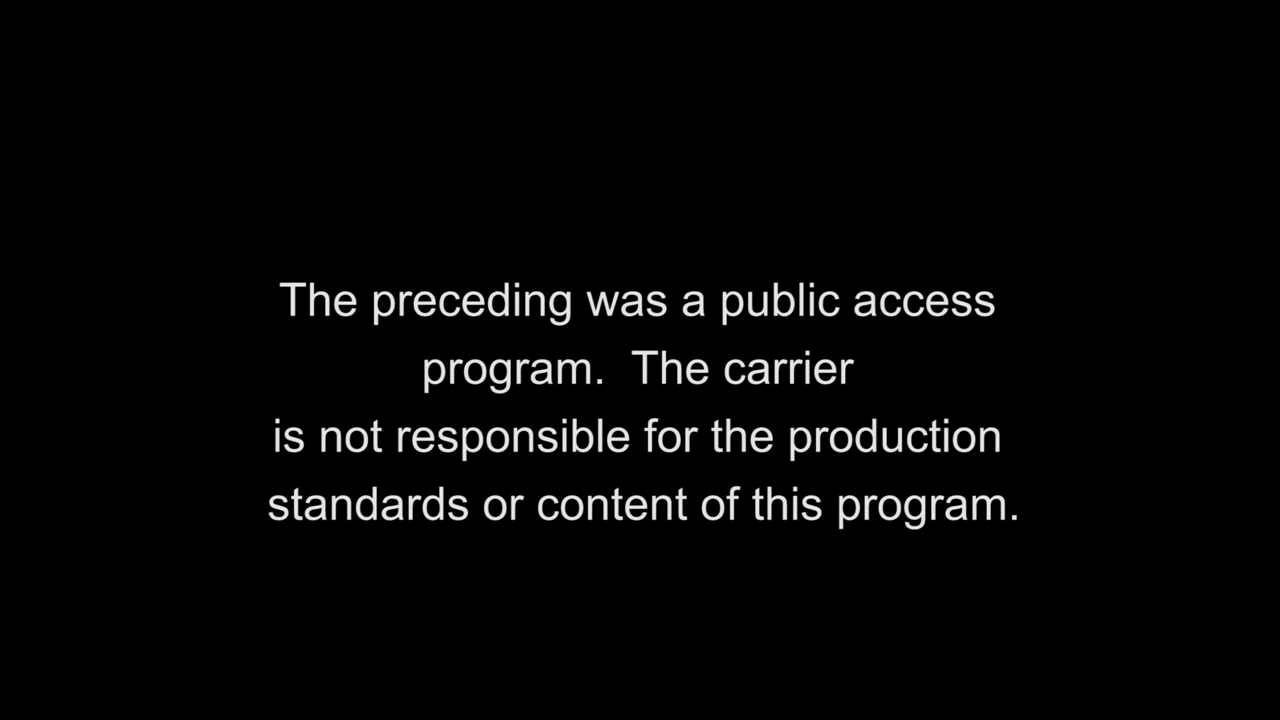 The preceding was a public access
program.  The carrier
is not responsible for the production
standards or content of this program.